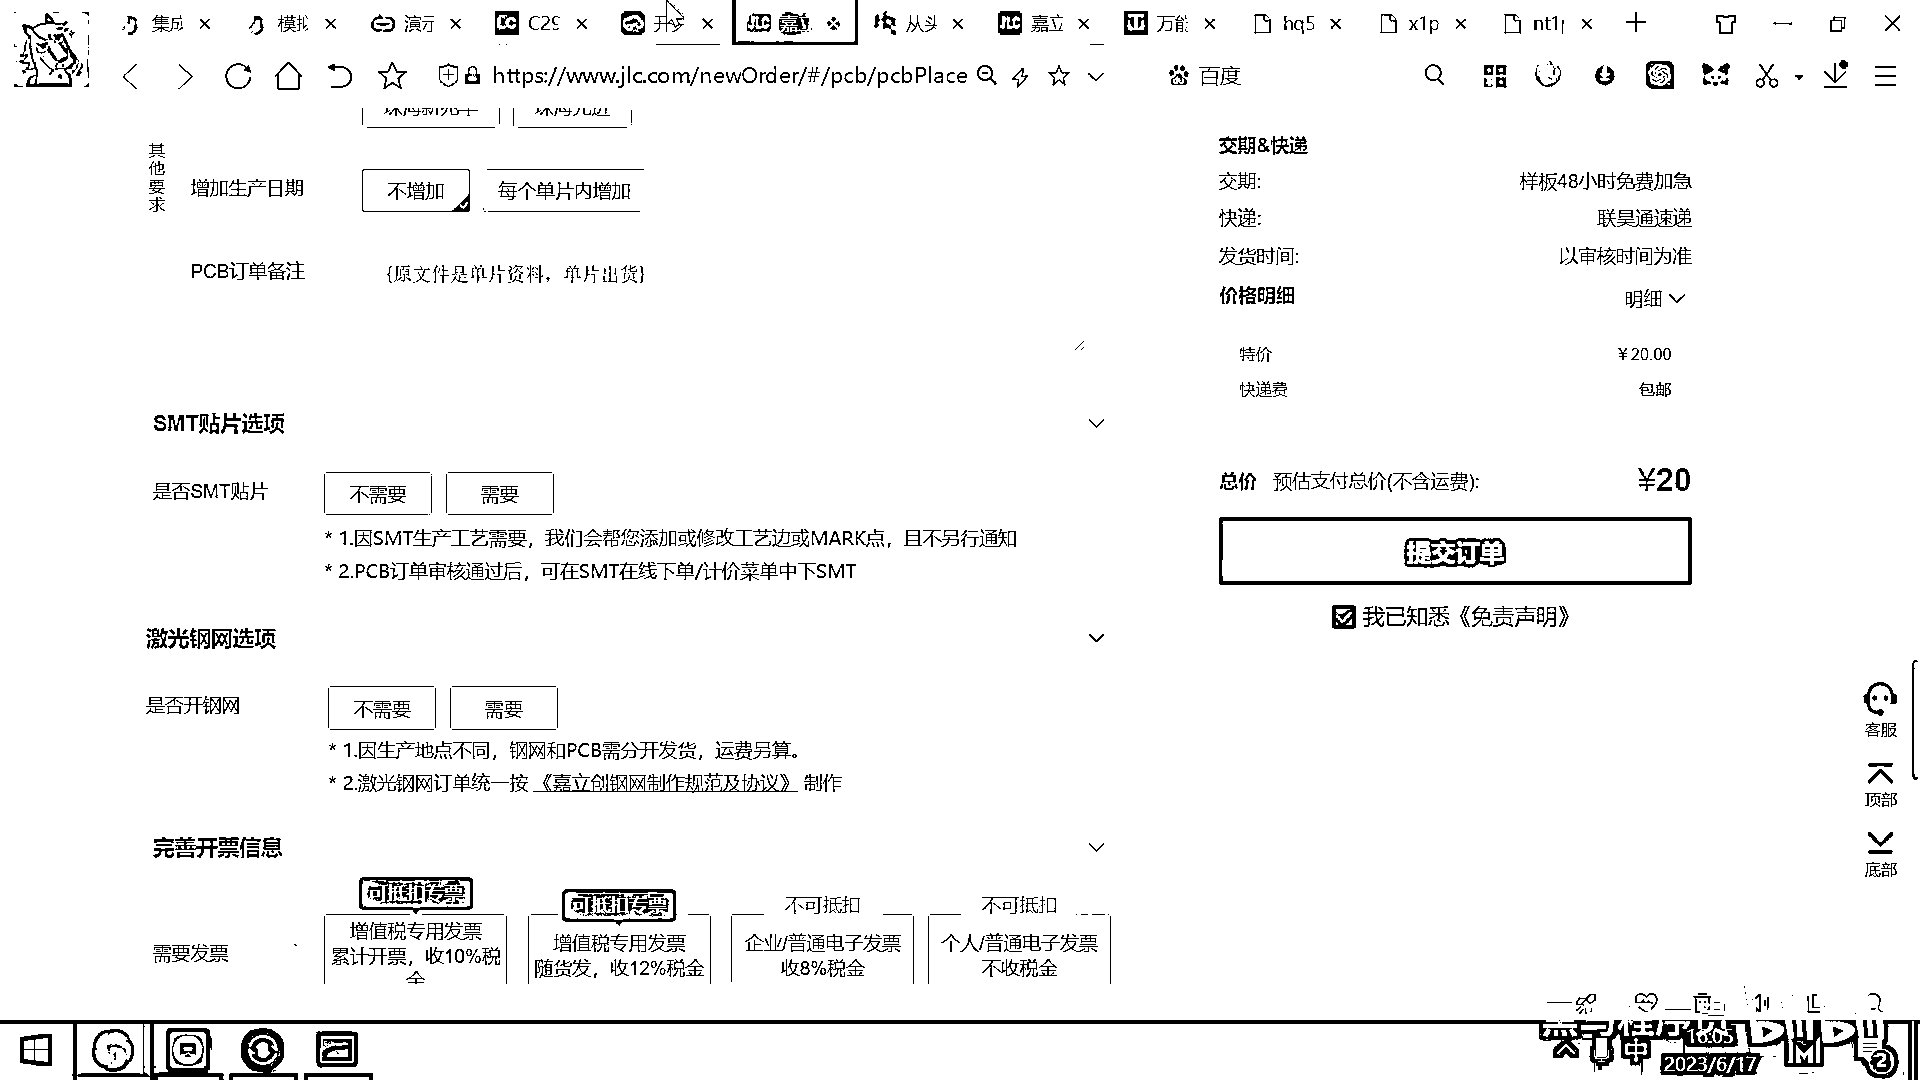 集成
模拟
演示
C29
嘉立
从头
嘉立
万能
hq5
x1p
nt1p
https://www.jlc.com/newOrder/#/pcb/pcbPlace
百度
其他要求
增加生产日期
不增加
每个单片内增加
PCB订单备注
{原文件是单片资料，单片出货}
SMT贴片选项
是否SMT贴片
不需要
需要
* 1.因SMT生产工艺需要，我们会帮您添加或修改工艺边或MARK点，且不另行通知
* 2.PCB订单审核通过后，可在SMT在线下单/计价菜单中下SMT
激光钢网选项
是否开钢网
不需要
需要
* 1.因生产地点不同，钢网和PCB需分开发货，运费另算。
* 2.激光钢网订单统一按《嘉立创钢网制作规范及协议》 制作
完善开票信息
需要发票
可抵扣专票
增值税专用发票
累计开票，收10%税
金
可抵扣专票
增值税专用发票
随货发，收12%税金
不可抵扣
企业/普通电子发票
收8%税金
不可抵扣
个人/普通电子发票
不收税金
交期&快递
交期:
样板48小时免费加急
快递:
联昊通速递
发货时间:
以审核时间为准
价格明细
明细
特价
¥20.00
快递费
包邮
总价 预估支付总价(不含运费):
¥20
提交订单
我已知悉《免责声明》
客服
顶部
底部
中
16:05
2023/6/17
2